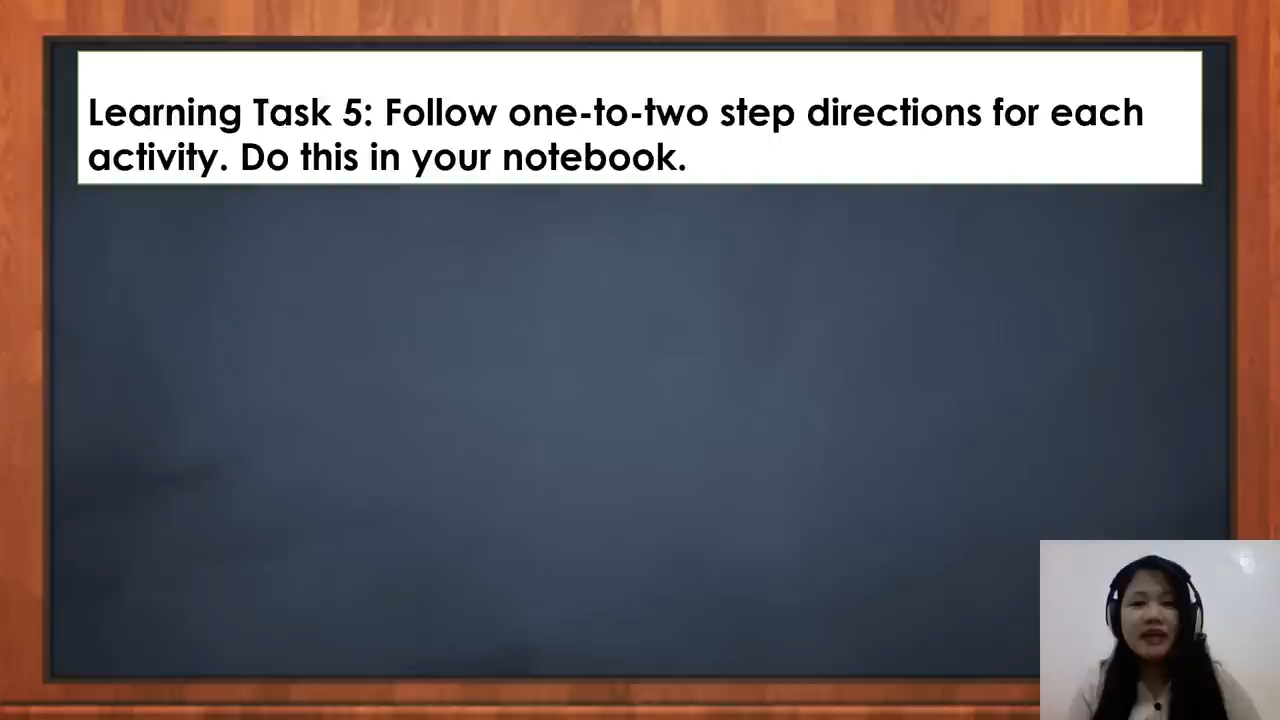 Learning Task 5: Follow one-to-two step directions for each
activity. Do this in your notebook.